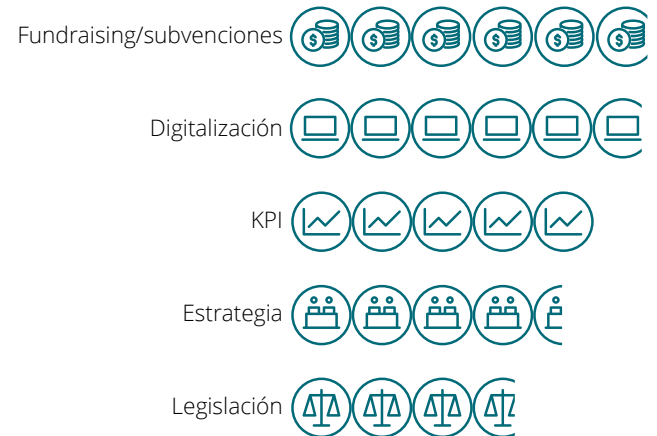 Fundraising/subvenciones
Digitalización
KPI
Estrategia
Legislación